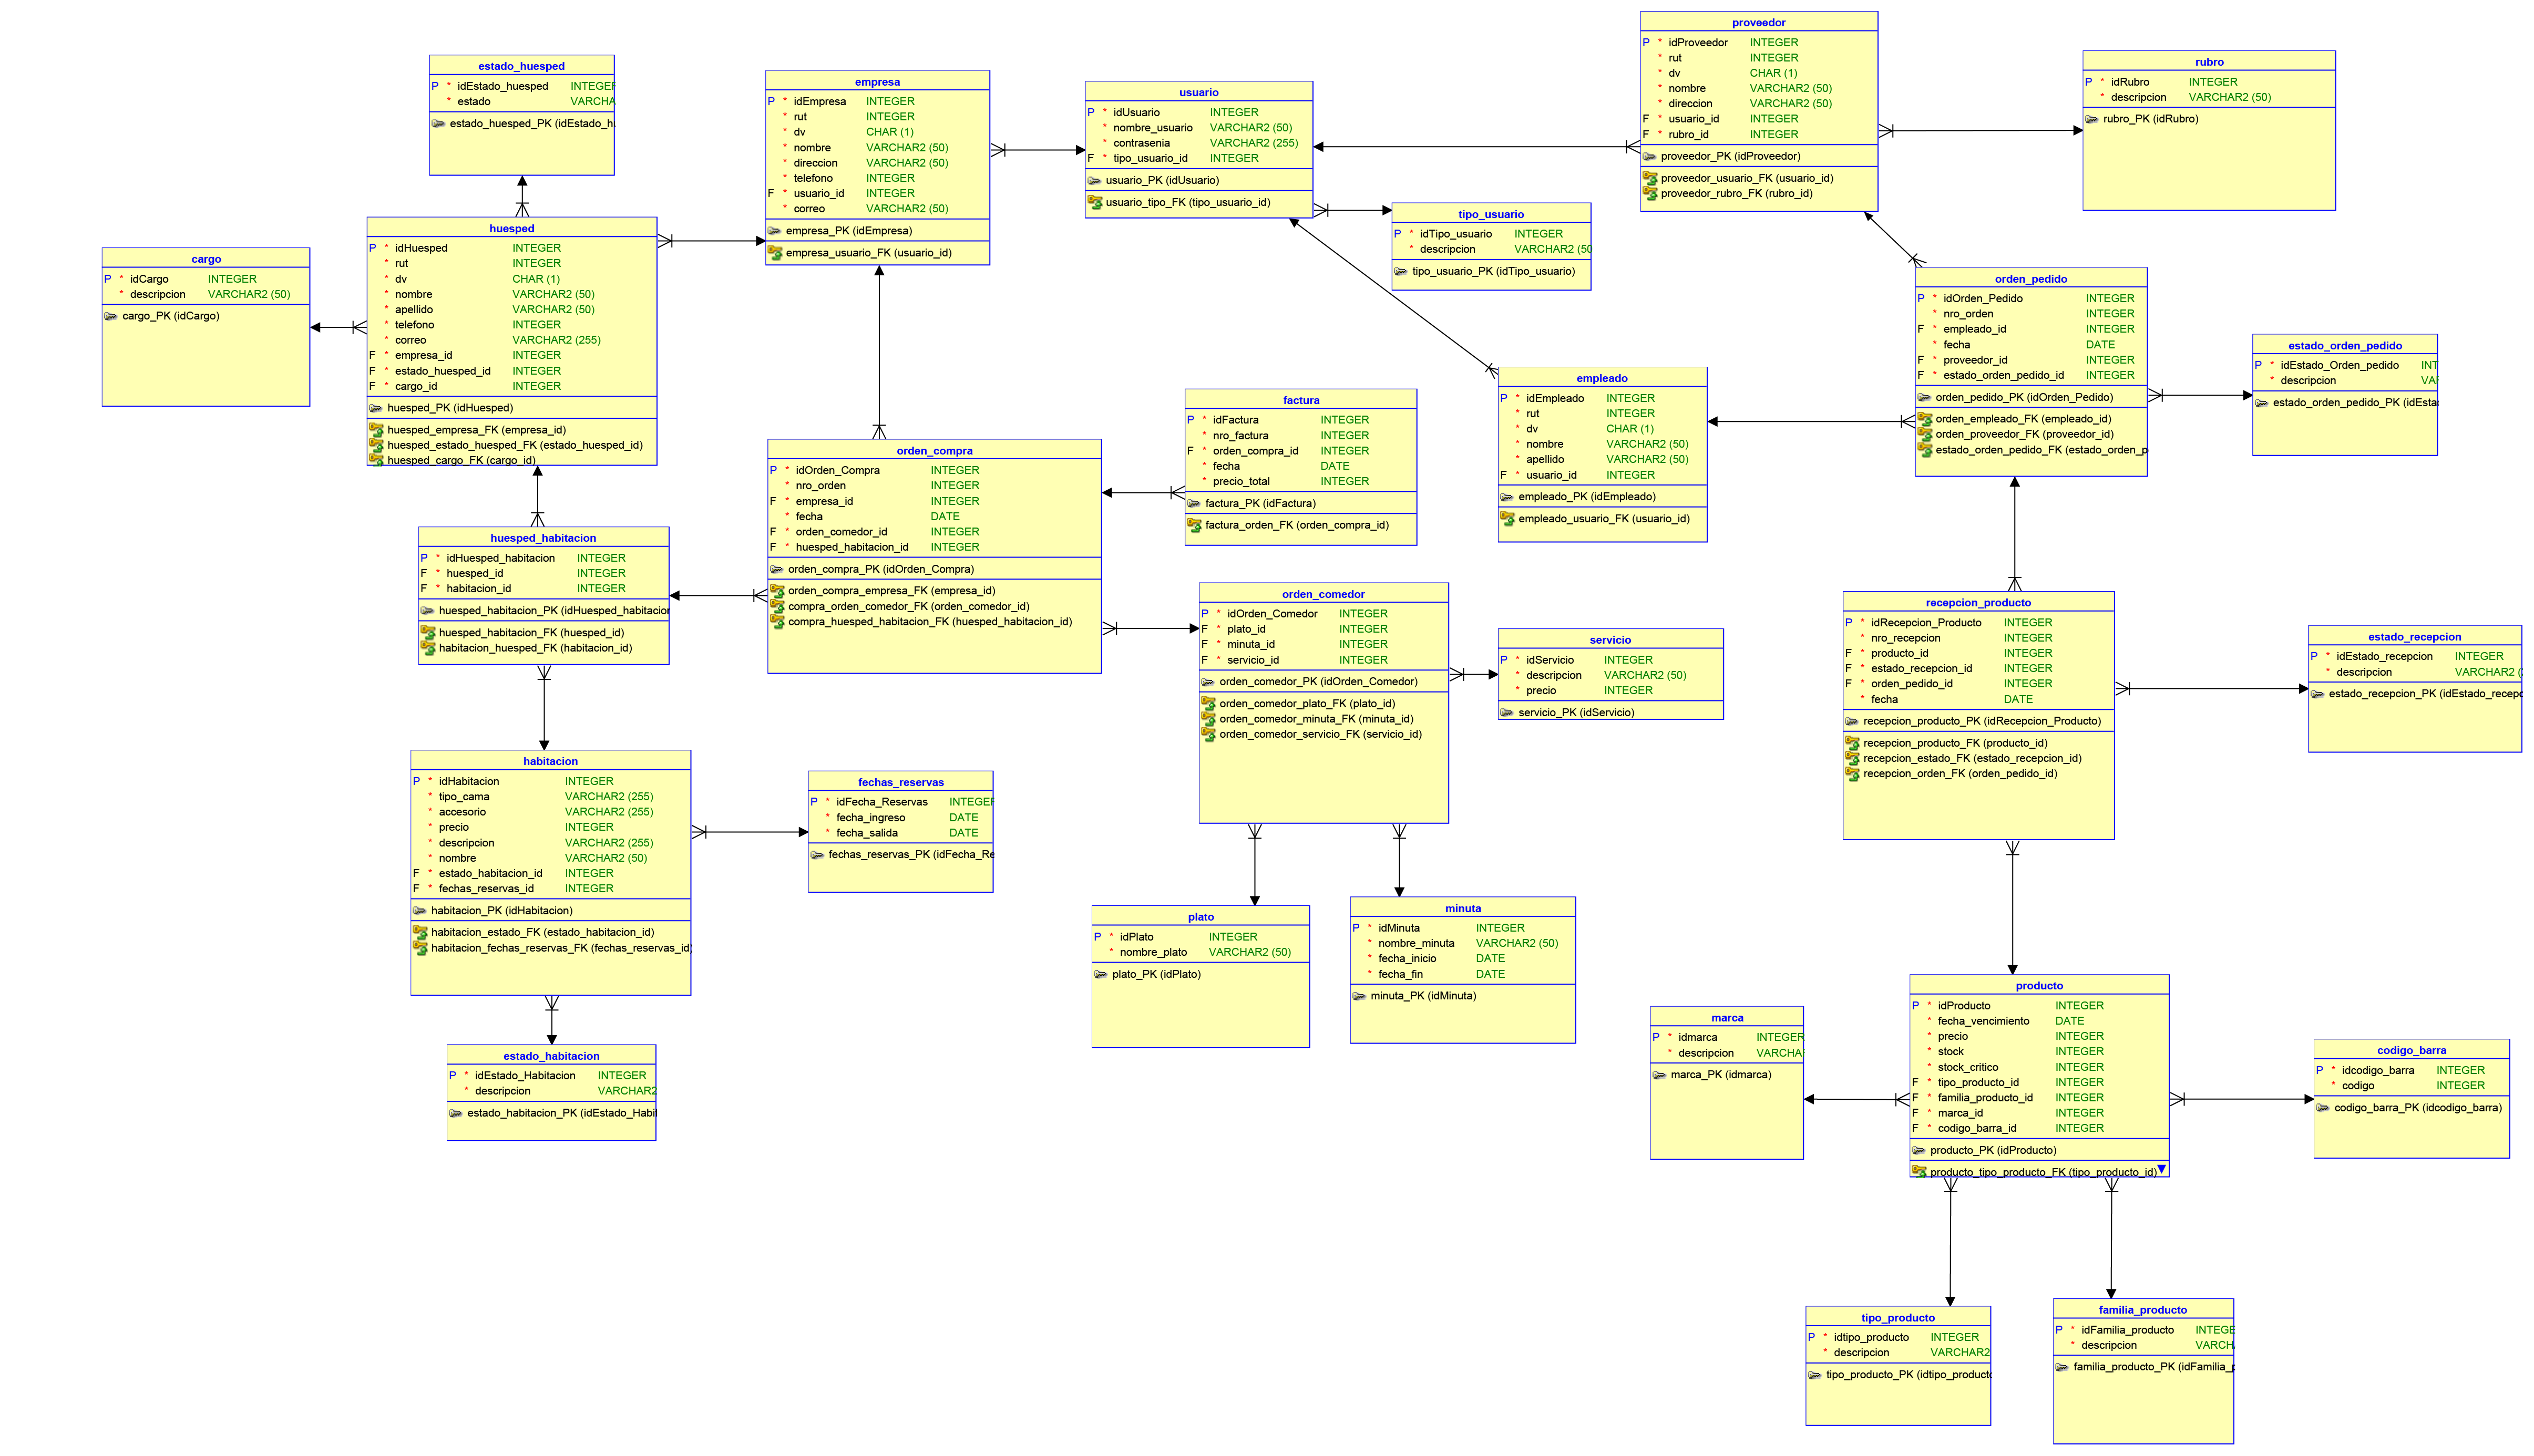 estado_huesped
P * idEstado_huesped INTEGER
* estado VARCHA
estado_huesped_PK (idEstado_h
empresa
P * idEmpresa INTEGER
* rut INTEGER
* dv CHAR (1)
* nombre VARCHAR2 (50)
* direccion VARCHAR2 (50)
* telefono INTEGER
F * usuario_id INTEGER
* correo VARCHAR2 (50)
empresa_PK (idEmpresa)
empresa_usuario_FK (usuario_id)
usuario
P * idUsuario INTEGER
* nombre_usuario VARCHAR2 (50)
* contrasenia VARCHAR2 (255)
F * tipo_usuario_id INTEGER
usuario_PK (idUsuario)
usuario_tipo_FK (tipo_usuario_id)
proveedor
P * idProveedor INTEGER
* rut INTEGER
* dv CHAR (1)
* nombre VARCHAR2 (50)
* direccion VARCHAR2 (50)
F * usuario_id INTEGER
F * rubro_id INTEGER
proveedor_PK (idProveedor)
proveedor_usuario_FK (usuario_id)
proveedor_rubro_FK (rubro_id)
rubro
P * idRubro INTEGER
* descripcion VARCHAR2 (50)
rubro_PK (idRubro)
cargo
P * idCargo INTEGER
* descripcion VARCHAR2 (50)
cargo_PK (idCargo)
huesped
P * idHuesped INTEGER
* rut INTEGER
* dv CHAR (1)
* nombre VARCHAR2 (50)
* apellido VARCHAR2 (50)
* telefono INTEGER
* correo VARCHAR2 (255)
F * empresa_id INTEGER
F * estado_huesped_id INTEGER
F * cargo_id INTEGER
huesped_PK (idHuesped)
huesped_empresa_FK (empresa_id)
huesped_estado_huesped_FK (estado_huesped_id)
huesped_cargo_FK (cargo_id)
tipo_usuario
P * idTipo_usuario INTEGER
* descripcion VARCHAR2 (50
tipo_usuario_PK (idTipo_usuario)
orden_pedido
P * idOrden_Pedido INTEGER
* nro_orden INTEGER
F * empleado_id INTEGER
* fecha DATE
F * proveedor_id INTEGER
F * estado_orden_pedido_id INTEGER
orden_pedido_PK (idOrden_Pedido)
orden_empleado_FK (empleado_id)
orden_proveedor_FK (proveedor_id)
estado_orden_pedido_FK (estado_orden_p
estado_orden_pedido
P * idEstado_Orden_pedido INT
* descripcion VA
estado_orden_pedido_PK (idEsta
empleado
P * idEmpleado INTEGER
* rut INTEGER
* dv CHAR (1)
* nombre VARCHAR2 (50)
* apellido VARCHAR2 (50)
F * usuario_id INTEGER
empleado_PK (idEmpleado)
empleado_usuario_FK (usuario_id)
factura
P * idFactura INTEGER
* nro_factura INTEGER
F * orden_compra_id INTEGER
* fecha DATE
* precio_total INTEGER
factura_PK (idFactura)
factura_orden_FK (orden_compra_id)
orden_compra
P * idOrden_Compra INTEGER
* nro_orden INTEGER
F * empresa_id INTEGER
* fecha DATE
F * orden_comedor_id INTEGER
F * huesped_habitacion_id INTEGER
orden_compra_PK (idOrden_Compra)
orden_compra_empresa_FK (empresa_id)
compra_orden_comedor_FK (orden_comedor_id)
compra_huesped_habitacion_FK (huesped_habitacion_id)
huesped_habitacion
P * idHuesped_habitacion INTEGER
F * huesped_id INTEGER
F * habitacion_id INTEGER
huesped_habitacion_PK (idHuesped_habitacion
huesped_habitacion_FK (huesped_id)
habitacion_huesped_FK (habitacion_id)
orden_comedor
P * idOrden_Comedor INTEGER
F * plato_id INTEGER
F * minuta_id INTEGER
F * servicio_id INTEGER
orden_comedor_PK (idOrden_Comedor)
orden_comedor_plato_FK (plato_id)
orden_comedor_minuta_FK (minuta_id)
orden_comedor_servicio_FK (servicio_id)
servicio
P * idServicio INTEGER
* descripcion VARCHAR2 (50)
* precio INTEGER
servicio_PK (idServicio)
recepcion_producto
P * idRecepcion_Producto INTEGER
* nro_recepcion INTEGER
F * producto_id INTEGER
F * estado_recepcion_id INTEGER
F * orden_pedido_id INTEGER
* fecha DATE
recepcion_producto_PK (idRecepcion_Producto)
recepcion_producto_FK (producto_id)
recepcion_estado_FK (estado_recepcion_id)
recepcion_orden_FK (orden_pedido_id)
estado_recepcion
P * idEstado_recepcion INTEGER
* descripcion VARCHAR2 (
estado_recepcion_PK (idEstado_recepc
habitacion
P * idHabitacion INTEGER
* tipo_cama VARCHAR2 (255)
* accesorio VARCHAR2 (255)
* precio INTEGER
* descripcion VARCHAR2 (255)
* nombre VARCHAR2 (50)
F * estado_habitacion_id INTEGER
F * fechas_reservas_id INTEGER
habitacion_PK (idHabitacion)
habitacion_estado_FK (estado_habitacion_id)
habitacion_fechas_reservas_FK (fechas_reservas_id)
fechas_reservas
P * idFecha_Reservas INTEGER
* fecha_ingreso DATE
* fecha_salida DATE
fechas_reservas_PK (idFecha_Re
plato
P * idPlato INTEGER
* nombre_plato VARCHAR2 (50)
plato_PK (idPlato)
minuta
P * idMinuta INTEGER
* nombre_minuta VARCHAR2 (50)
* fecha_inicio DATE
* fecha_fin DATE
minuta_PK (idMinuta)
estado_habitacion
P * idEstado_Habitacion INTEGER
* descripcion VARCHAR2
estado_habitacion_PK (idEstado_Habi
marca
P * idmarca INTEGER
* descripcion VARCHA
marca_PK (idmarca)
producto
P * idProducto INTEGER
* fecha_vencimiento DATE
* precio INTEGER
* stock INTEGER
* stock_critico INTEGER
F * tipo_producto_id INTEGER
F * familia_producto_id INTEGER
F * marca_id INTEGER
F * codigo_barra_id INTEGER
producto_PK (idProducto)
producto_tipo_producto_FK (tipo_producto_id)
codigo_barra
P * idcodigo_barra INTEGER
* codigo INTEGER
codigo_barra_PK (idcodigo_barra)
tipo_producto
P * idtipo_producto INTEGER
* descripcion VARCHAR2
tipo_producto_PK (idtipo_product
familia_producto
P * idFamilia_producto INTEGE
* descripcion VARCH
familia_producto_PK (idFamilia_p